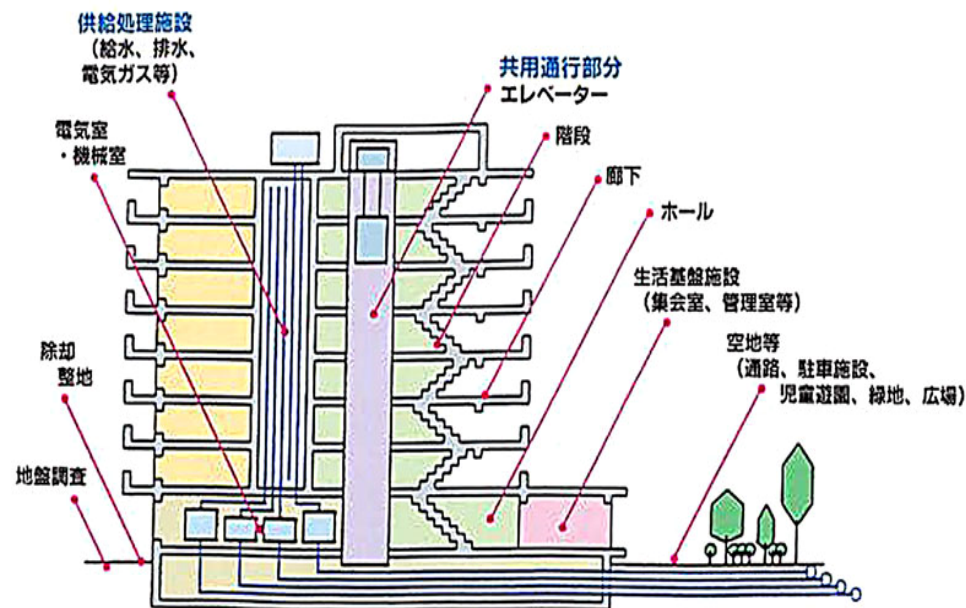 供給処理施設
（給水、排水、
電気ガス等）
共用通行部分
エレベーター
電気室
・機械室
階段
廊下
ホール
生活基盤施設
（集会室、管理室等）
空地等
（通路、駐車施設、
児童遊園、緑地、広場）
除却
整地
地盤調査